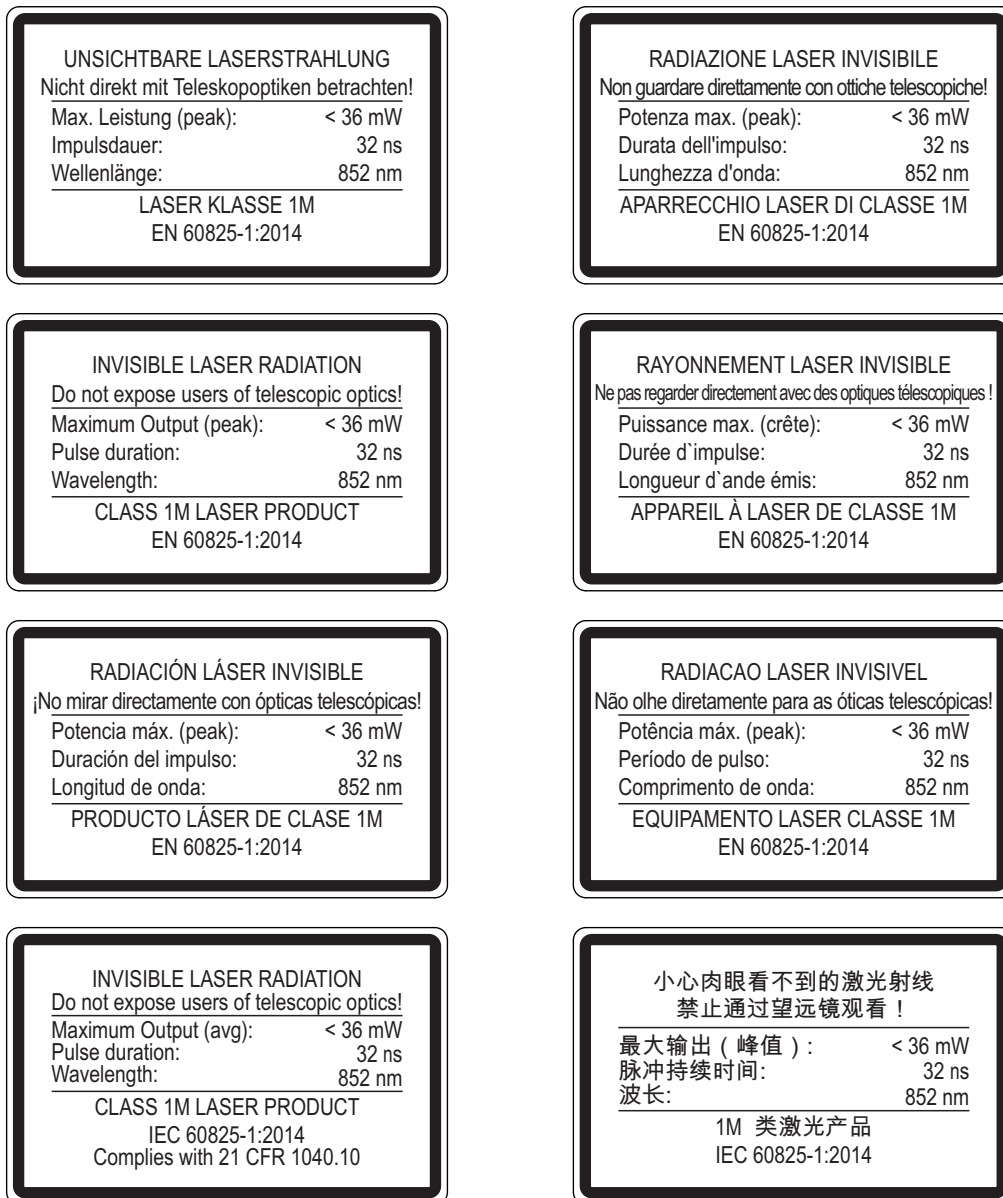 UNSICHTBARE LASERSTRAHLUNG
Nicht direkt mit Teleskopoptiken betrachten!
Max. Leistung (peak): < 36 mW
Impulsdauer: 32 ns
Wellenlänge: 852 nm
LASER KLASSE 1M
EN 60825-1:2014
RADIAZIONE LASER INVISIBILE
Non guardare direttamente con ottiche telescopiche!
Potenza max. (peak): < 36 mW
Durata dell'impulso: 32 ns
Lunghezza d'onda: 852 nm
APARRECCHIO LASER DI CLASSE 1M
EN 60825-1:2014
INVISIBLE LASER RADIATION
Do not expose users of telescopic optics!
Maximum Output (peak): < 36 mW
Pulse duration: 32 ns
Wavelength: 852 nm
CLASS 1M LASER PRODUCT
EN 60825-1:2014
RAYONNEMENT LASER INVISIBLE
Ne pas regarder directement avec des optiques télescopiques !
Puissance max. (crête): < 36 mW
Durée d`impulse: 32 ns
Longueur d`ande émis: 852 nm
APPAREIL À LASER DE CLASSE 1M
EN 60825-1:2014
RADIACIÓN LÁSER INVISIBLE
¡No mirar directamente con ópticas telescópicas!
Potencia máx. (peak): < 36 mW
Duración del impulso: 32 ns
Longitud de onda: 852 nm
PRODUCTO LÁSER DE CLASE 1M
EN 60825-1:2014
RADIACAO LASER INVISIVEL
Não olhe diretamente para as óticas telescópicas!
Potência máx. (peak): < 36 mW
Período de pulso: 32 ns
Comprimento de onda: 852 nm
EQUIPAMENTO LASER CLASSE 1M
EN 60825-1:2014
INVISIBLE LASER RADIATION
Do not expose users of telescopic optics!
Maximum Output (avg): < 36 mW
Pulse duration: 32 ns
Wavelength: 852 nm
CLASS 1M LASER PRODUCT
IEC 60825-1:2014
Complies with 21 CFR 1040.10
小心肉眼看不到的激光射线
禁止通过望远镜观看！
最大输出（峰值）: < 36 mW
脉冲持续时间: 32 ns
波长: 852 nm
1M 类激光产品
IEC 60825-1:2014